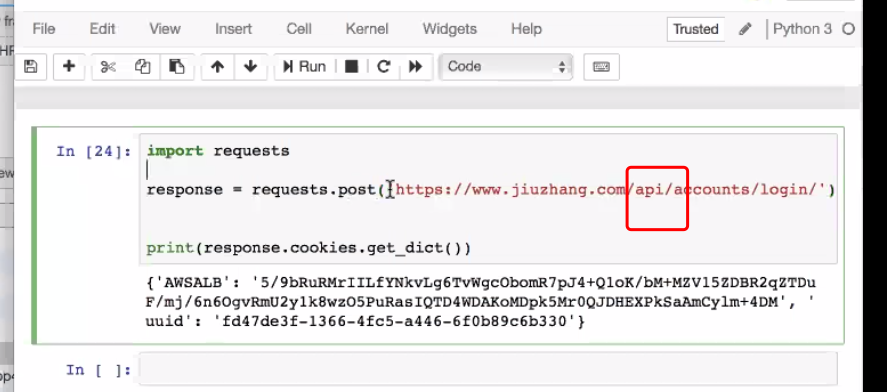 File Edit View Insert Cell Kernel Widgets Help Trusted Python 3
Run Code
In [24]: import requests
response = requests.post('https://www.jiuzhang.com/api/accounts/login/')
print(response.cookies.get_dict())
{'AWSALB': '5/9bRuRMrIILfYNkvLg6TvWgcObomR7pJ4+Q1oK/bM+MZV15ZDBR2qZTDu
F/mj/6n6OgvRmU2y1k8wzO5PuRasIQTD4WDAKoMDpk5Mr0QJDHEXPkSaAmCylm+4DM', '
uuid': 'fd47de3f-1366-4fc5-a446-6f0b89c6b330'}
In [ ]: